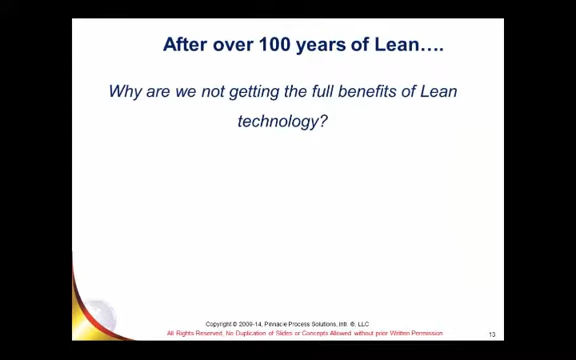 After over 100 years of Lean….
Why are we not getting the full benefits of Lean
technology?
Copyright © 2009-14, Pinnacle Process Solutions, Intl. ®, LLC
All Rights Reserved, No Duplication of Slides or Concepts Allowed without prior Written Permission
13